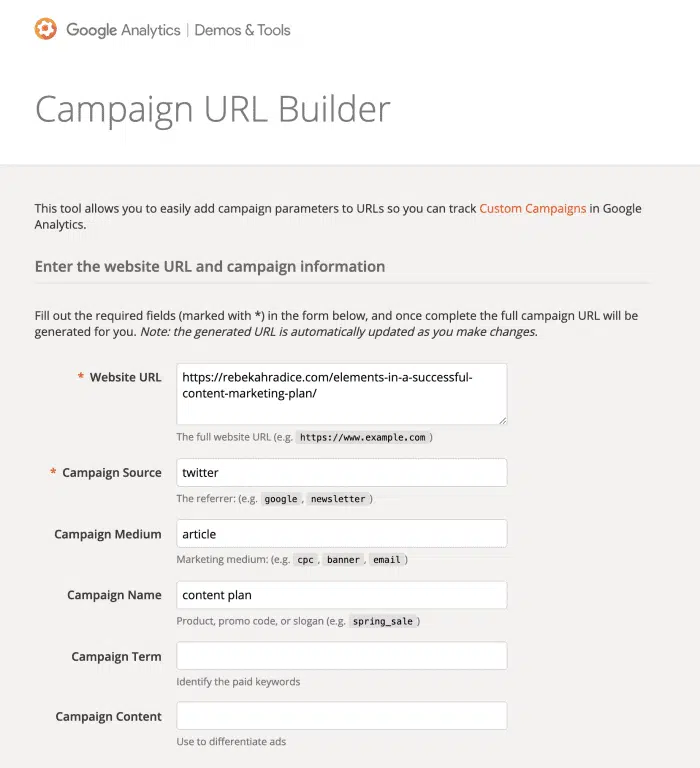 Google Analytics | Demos & Tools
Campaign URL Builder
This tool allows you to easily add campaign parameters to URLs so you can track Custom Campaigns in Google
Analytics.
Enter the website URL and campaign information
Fill out the required fields (marked with *) in the form below, and once complete the full campaign URL will be
generated for you. Note: the generated URL is automatically updated as you make changes.
* Website URL
https://rebekahradice.com/elements-in-a-successful-
content-marketing-plan/
The full website URL (e.g. https://www.example.com )
* Campaign Source
twitter
The referrer: (e.g. google , newsletter )
Campaign Medium
article
Marketing medium: (e.g. cpc , banner , email )
Campaign Name
content plan
Product, promo code, or slogan (e.g. spring_sale )
Campaign Term
Identify the paid keywords
Campaign Content
Use to differentiate ads